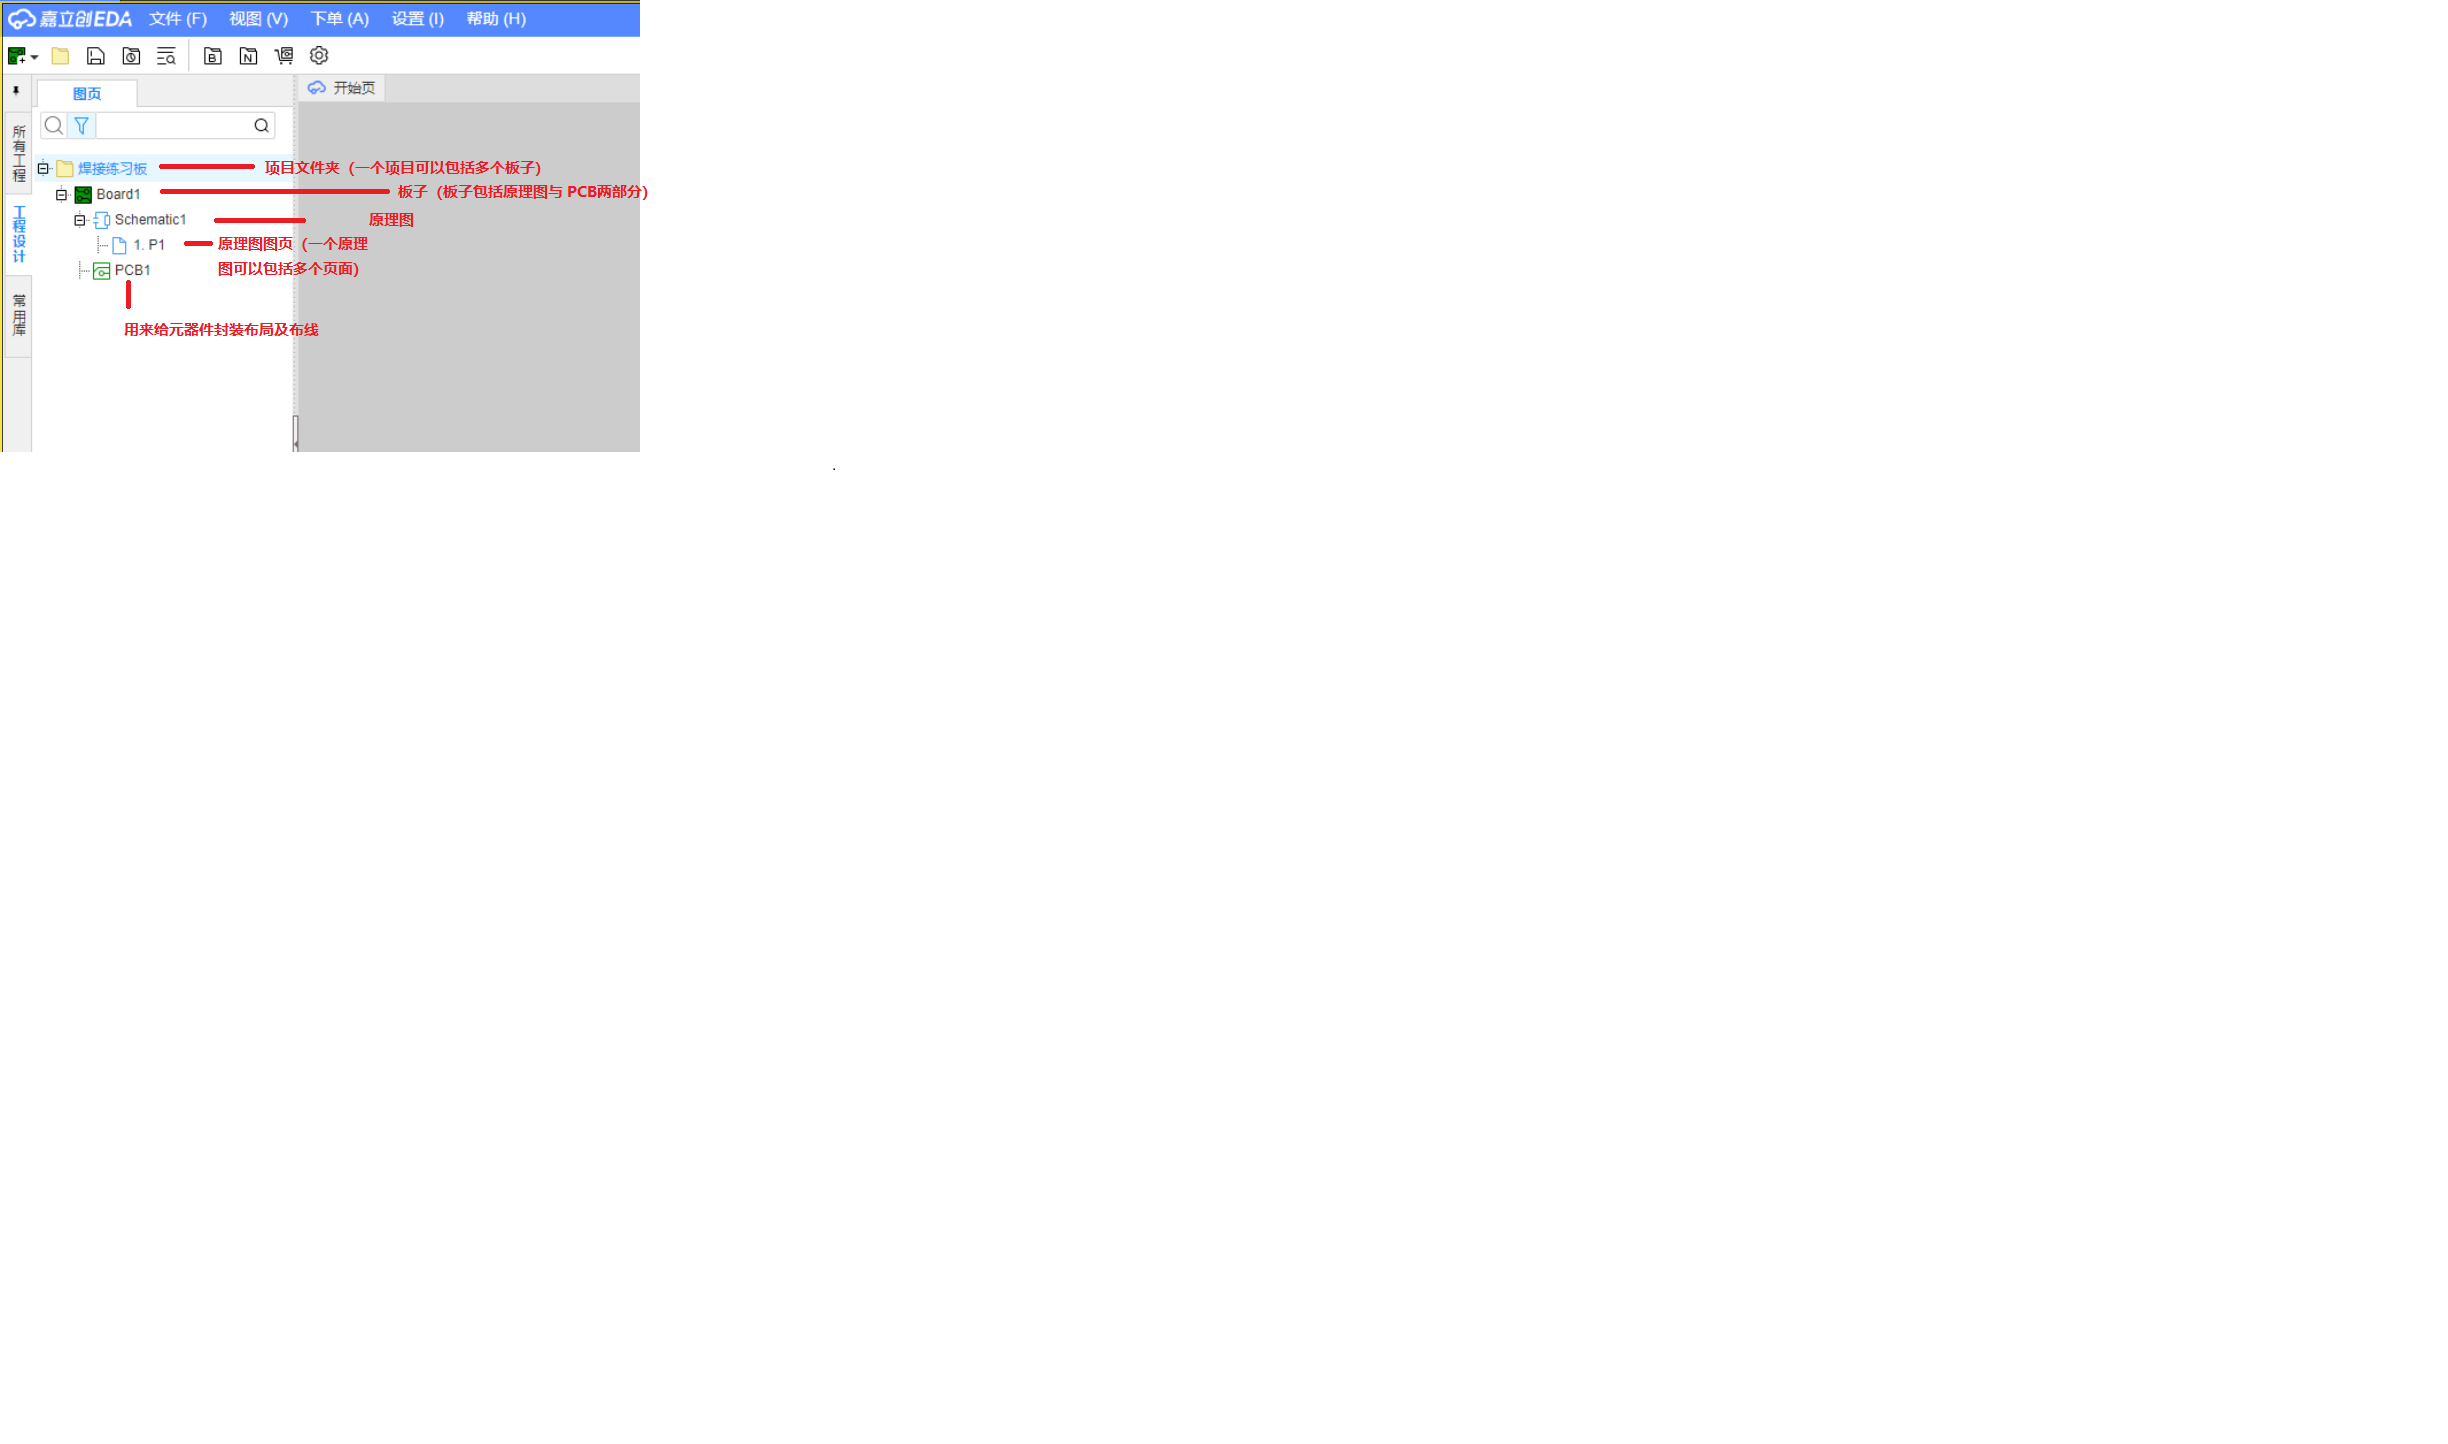 嘉立创EDA 文件 (F) 视图 (V) 下单 (A) 设置 (I) 帮助 (H)
图页
开始页
所有工程
工程设计
常用库
焊接练习板 项目文件夹（一个项目可以包括多个板子）
Board1 板子（板子包括原理图与 PCB两部分）
Schematic1 原理图
1. P1 原理图图页（一个原理
图可以包括多个页面）
PCB1
用来给元器件封装布局及布线